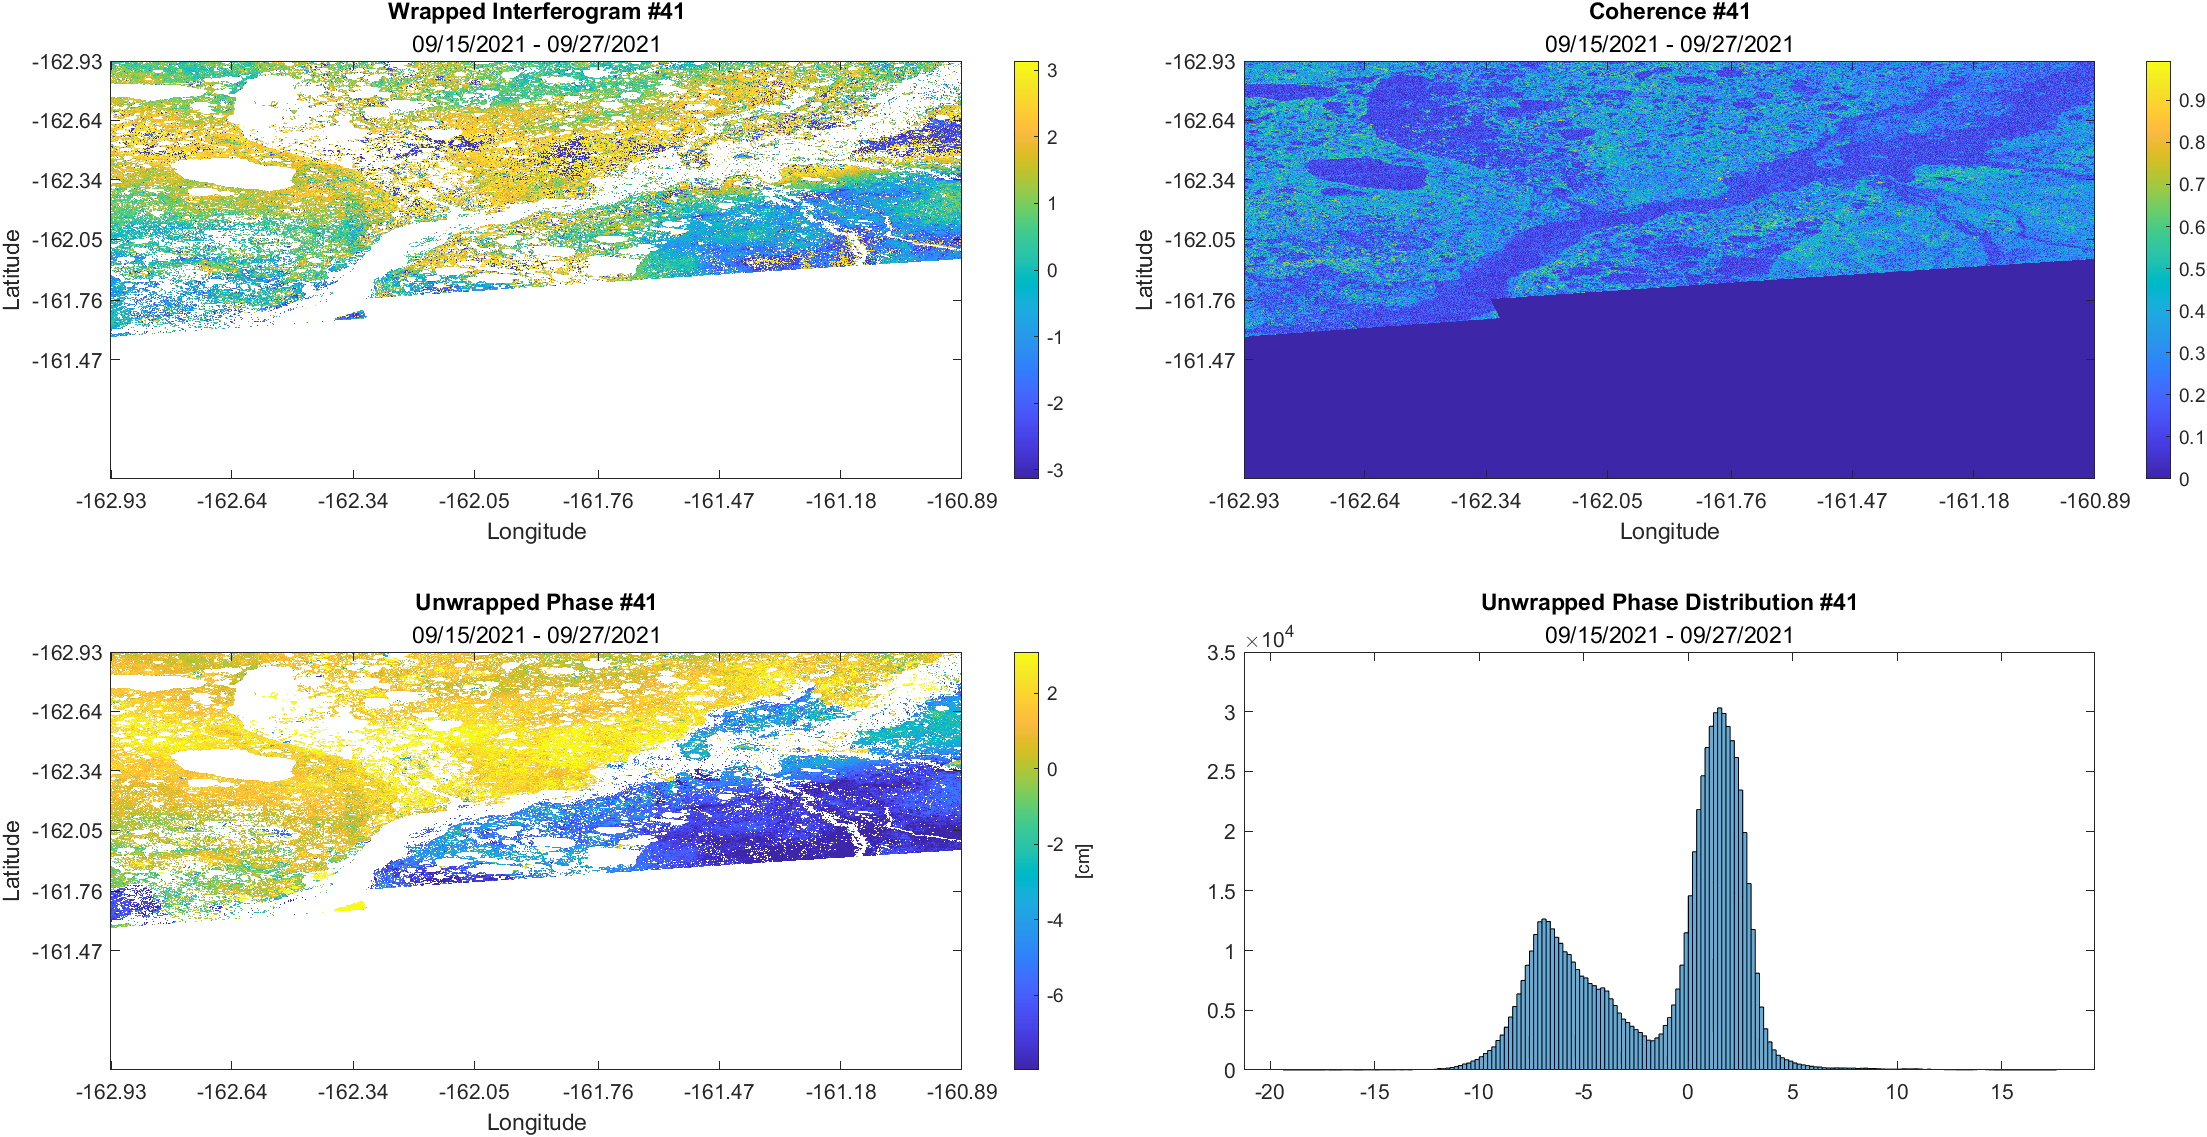 Wrapped Interferogram #41
09/15/2021 - 09/27/2021
-162.93
-162.64
-162.34
-162.05
-161.76
-161.47
Latitude
-162.93 -162.64 -162.34 -162.05 -161.76 -161.47 -161.18 -160.89
Longitude
3
2
1
0
-1
-2
-3
Coherence #41
09/15/2021 - 09/27/2021
-162.93
-162.64
-162.34
-162.05
-161.76
-161.47
Latitude
-162.93 -162.64 -162.34 -162.05 -161.76 -161.47 -161.18 -160.89
Longitude
0.9
0.8
0.7
0.6
0.5
0.4
0.3
0.2
0.1
0
Unwrapped Phase #41
09/15/2021 - 09/27/2021
-162.93
-162.64
-162.34
-162.05
-161.76
-161.47
Latitude
-162.93 -162.64 -162.34 -162.05 -161.76 -161.47 -161.18 -160.89
Longitude
2
0
-2
-4
-6
[cm]
Unwrapped Phase Distribution #41
09/15/2021 - 09/27/2021
×10⁴
3.5
3
2.5
2
1.5
1
0.5
0
-20 -15 -10 -5 0 5 10 15